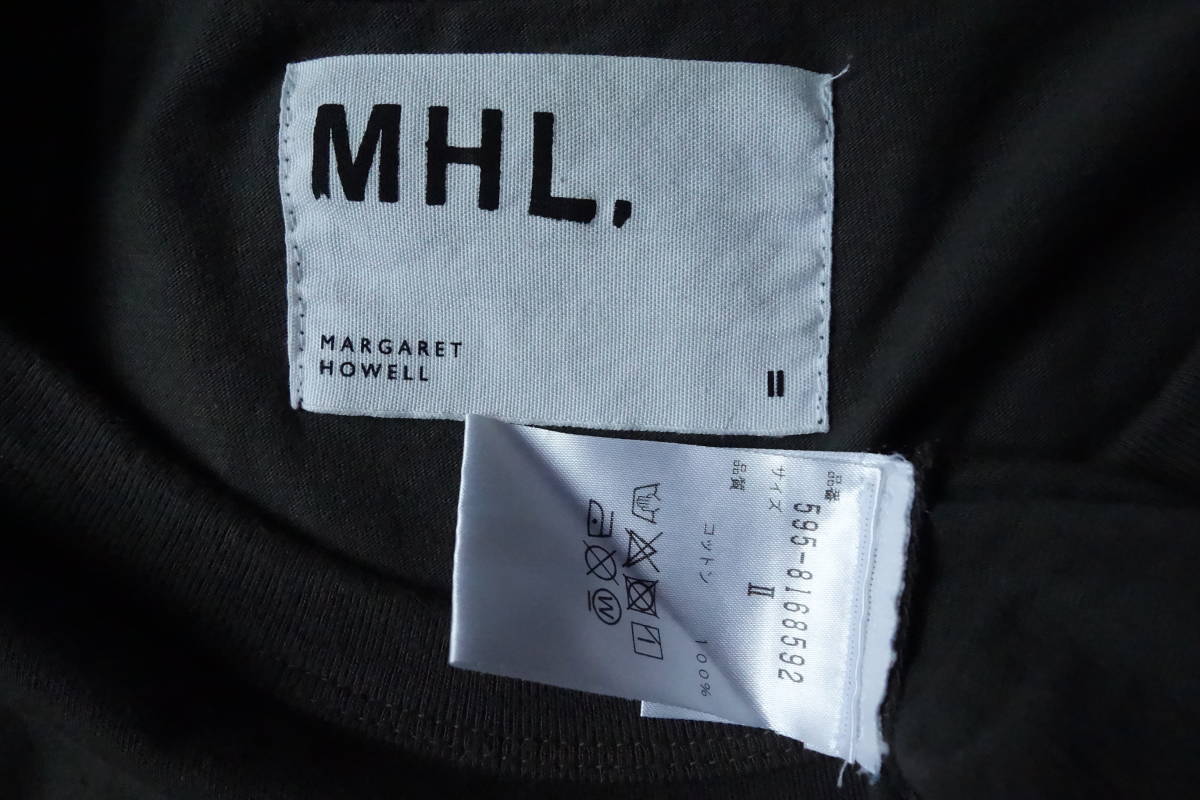 MHL.
MARGARET
HOWELL
II
品番 595-8168592
サイズ II
品質
コットン 100%
W